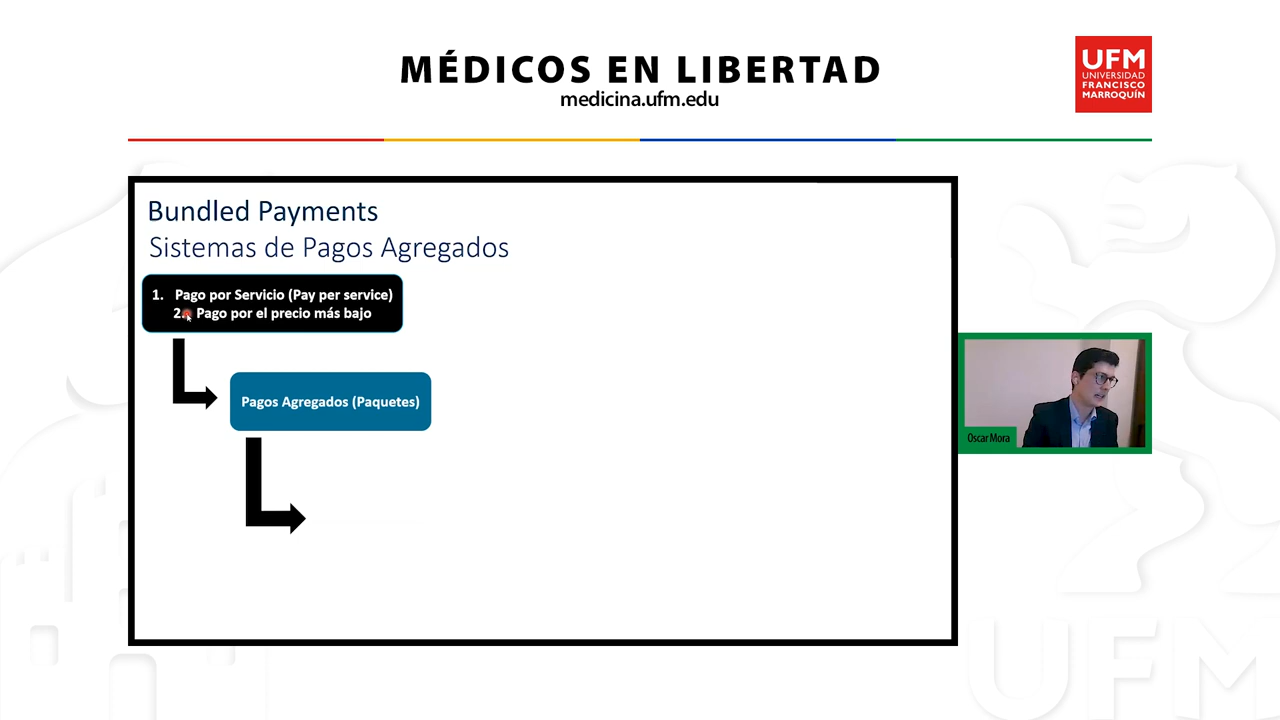 MÉDICOS EN LIBERTAD
medicina.ufm.edu
UFM
UNIVERSIDAD
FRANCISCO
MARROQUÍN
Bundled Payments
Sistemas de Pagos Agregados
1. Pago por Servicio (Pay per service)
2. Pago por el precio más bajo
Pagos Agregados (Paquetes)
Oscar Mora
UFM